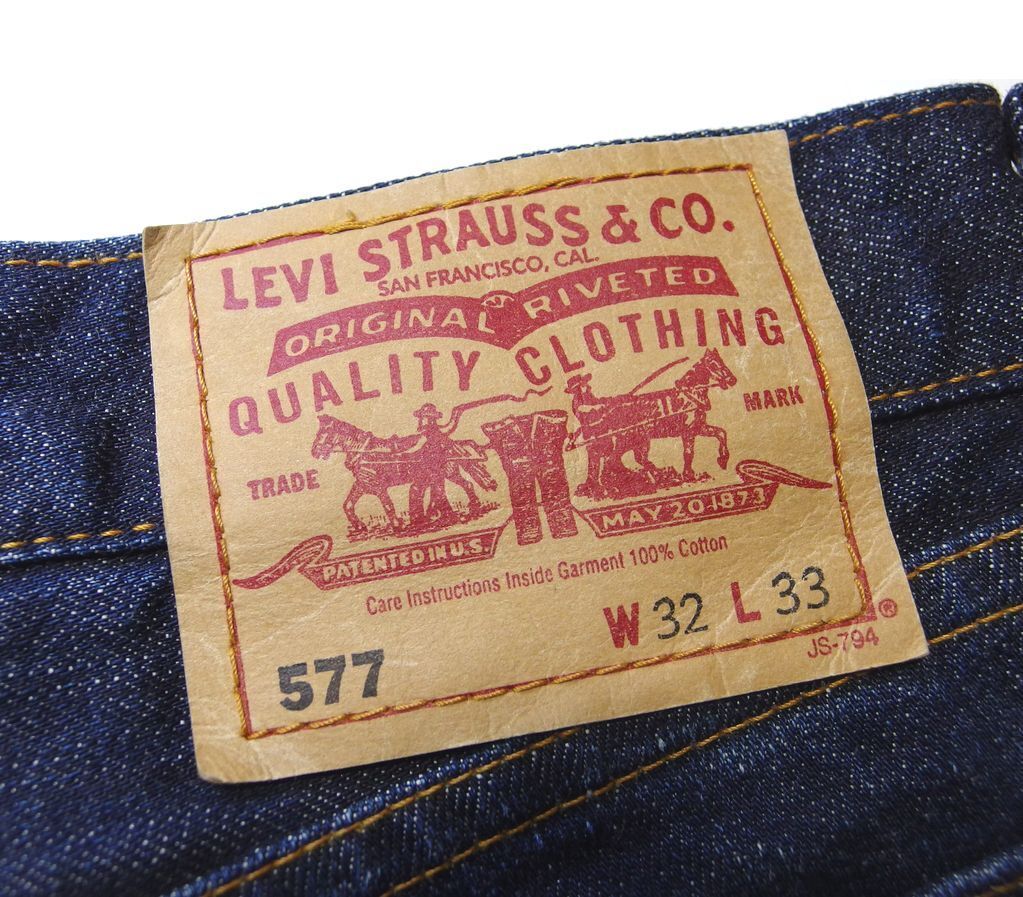 LEVI STRAUSS & CO.
SAN FRANCISCO, CAL.
ORIGINAL RIVETED
QUALITY CLOTHING
TRADE MARK
PATENTED IN U.S. MAY 20 1873
Care Instructions Inside Garment 100% Cotton
W 32 L 33
577
JS-794 ®